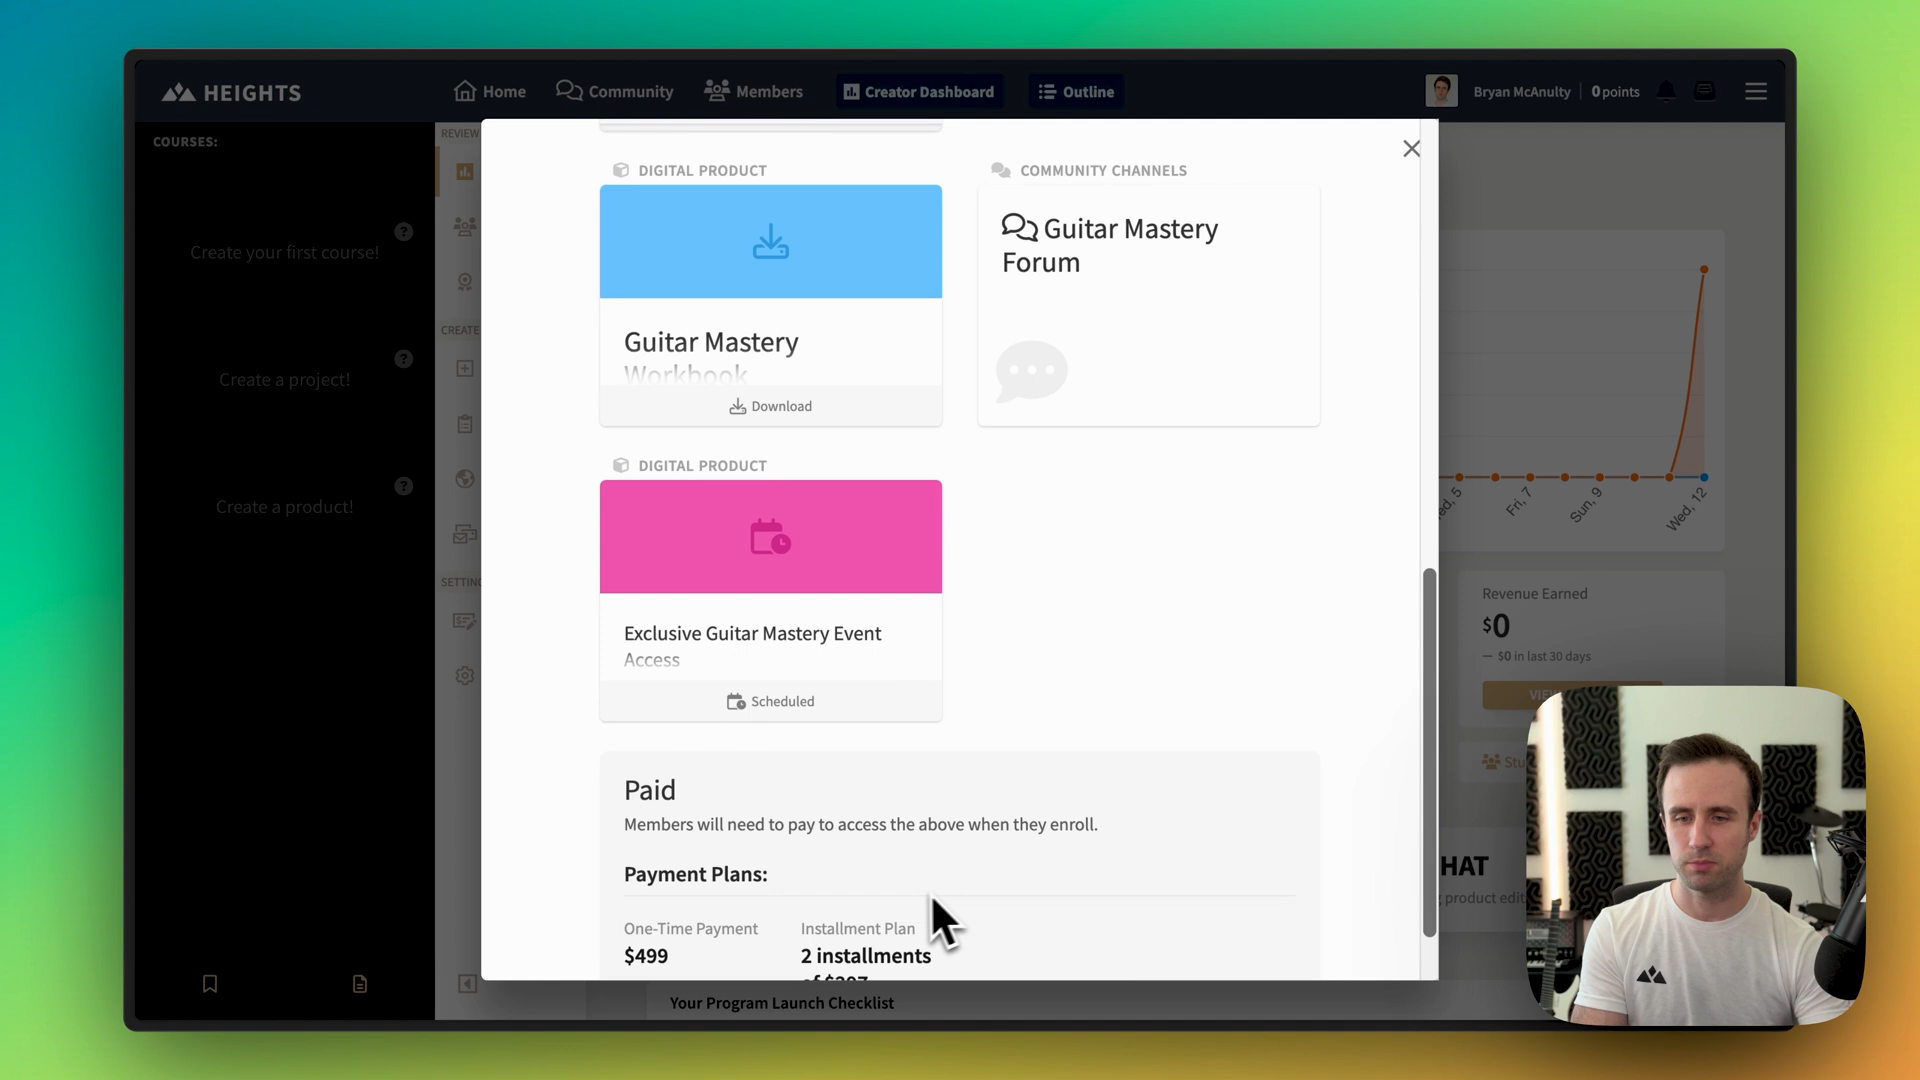 HEIGHTS
Home
Community
Members
Creator Dashboard
Outline
Bryan McAnulty
0 points
COURSES:
?
Create your first course!
?
Create a project!
?
Create a product!
REVIEW
CREATE
DIGITAL PRODUCT
Guitar Mastery
Workbook
Download
COMMUNITY CHANNELS
Guitar Mastery
Forum
DIGITAL PRODUCT
Exclusive Guitar Mastery Event
Access
Scheduled
Paid
Members will need to pay to access the above when they enroll.
Payment Plans:
One-Time Payment
$499
Installment Plan
2 installments
Your Program Launch Checklist
Fri, 7
Sun, 9
Wed, 12
Revenue Earned
$0
— $0 in last 30 days
HAT
product edit